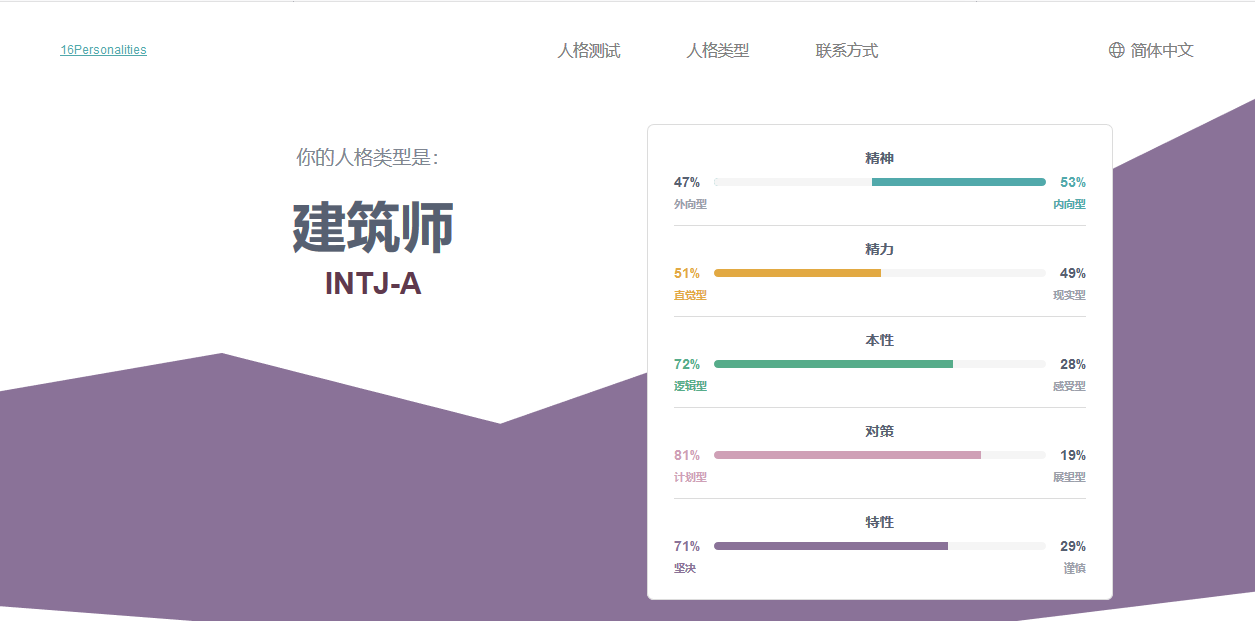 16Personalities 人格测试 人格类型 联系方式 简体中文
你的人格类型是：
建筑师
INTJ-A
精神
47% 53%
外向型 内向型
精力
51% 49%
直觉型 现实型
本性
72% 28%
逻辑型 感受型
对策
81% 19%
计划型 展望型
特性
71% 29%
坚决 谨慎